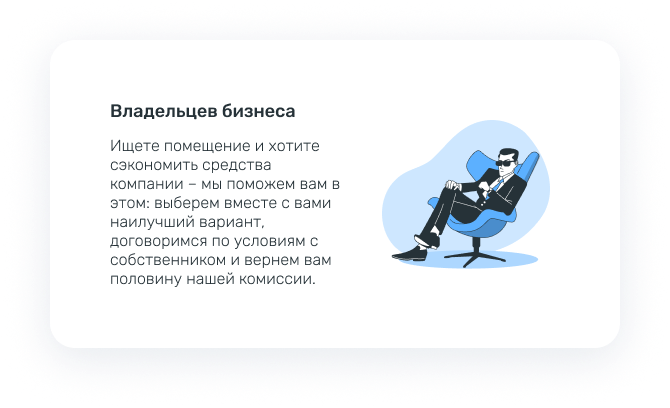 Владельцев бизнеса
Ищете помещение и хотите
сэкономить средства
компании – мы поможем вам в
этом: выберем вместе с вами
наилучший вариант,
договоримся по условиям с
собственником и вернем вам
половину нашей комиссии.